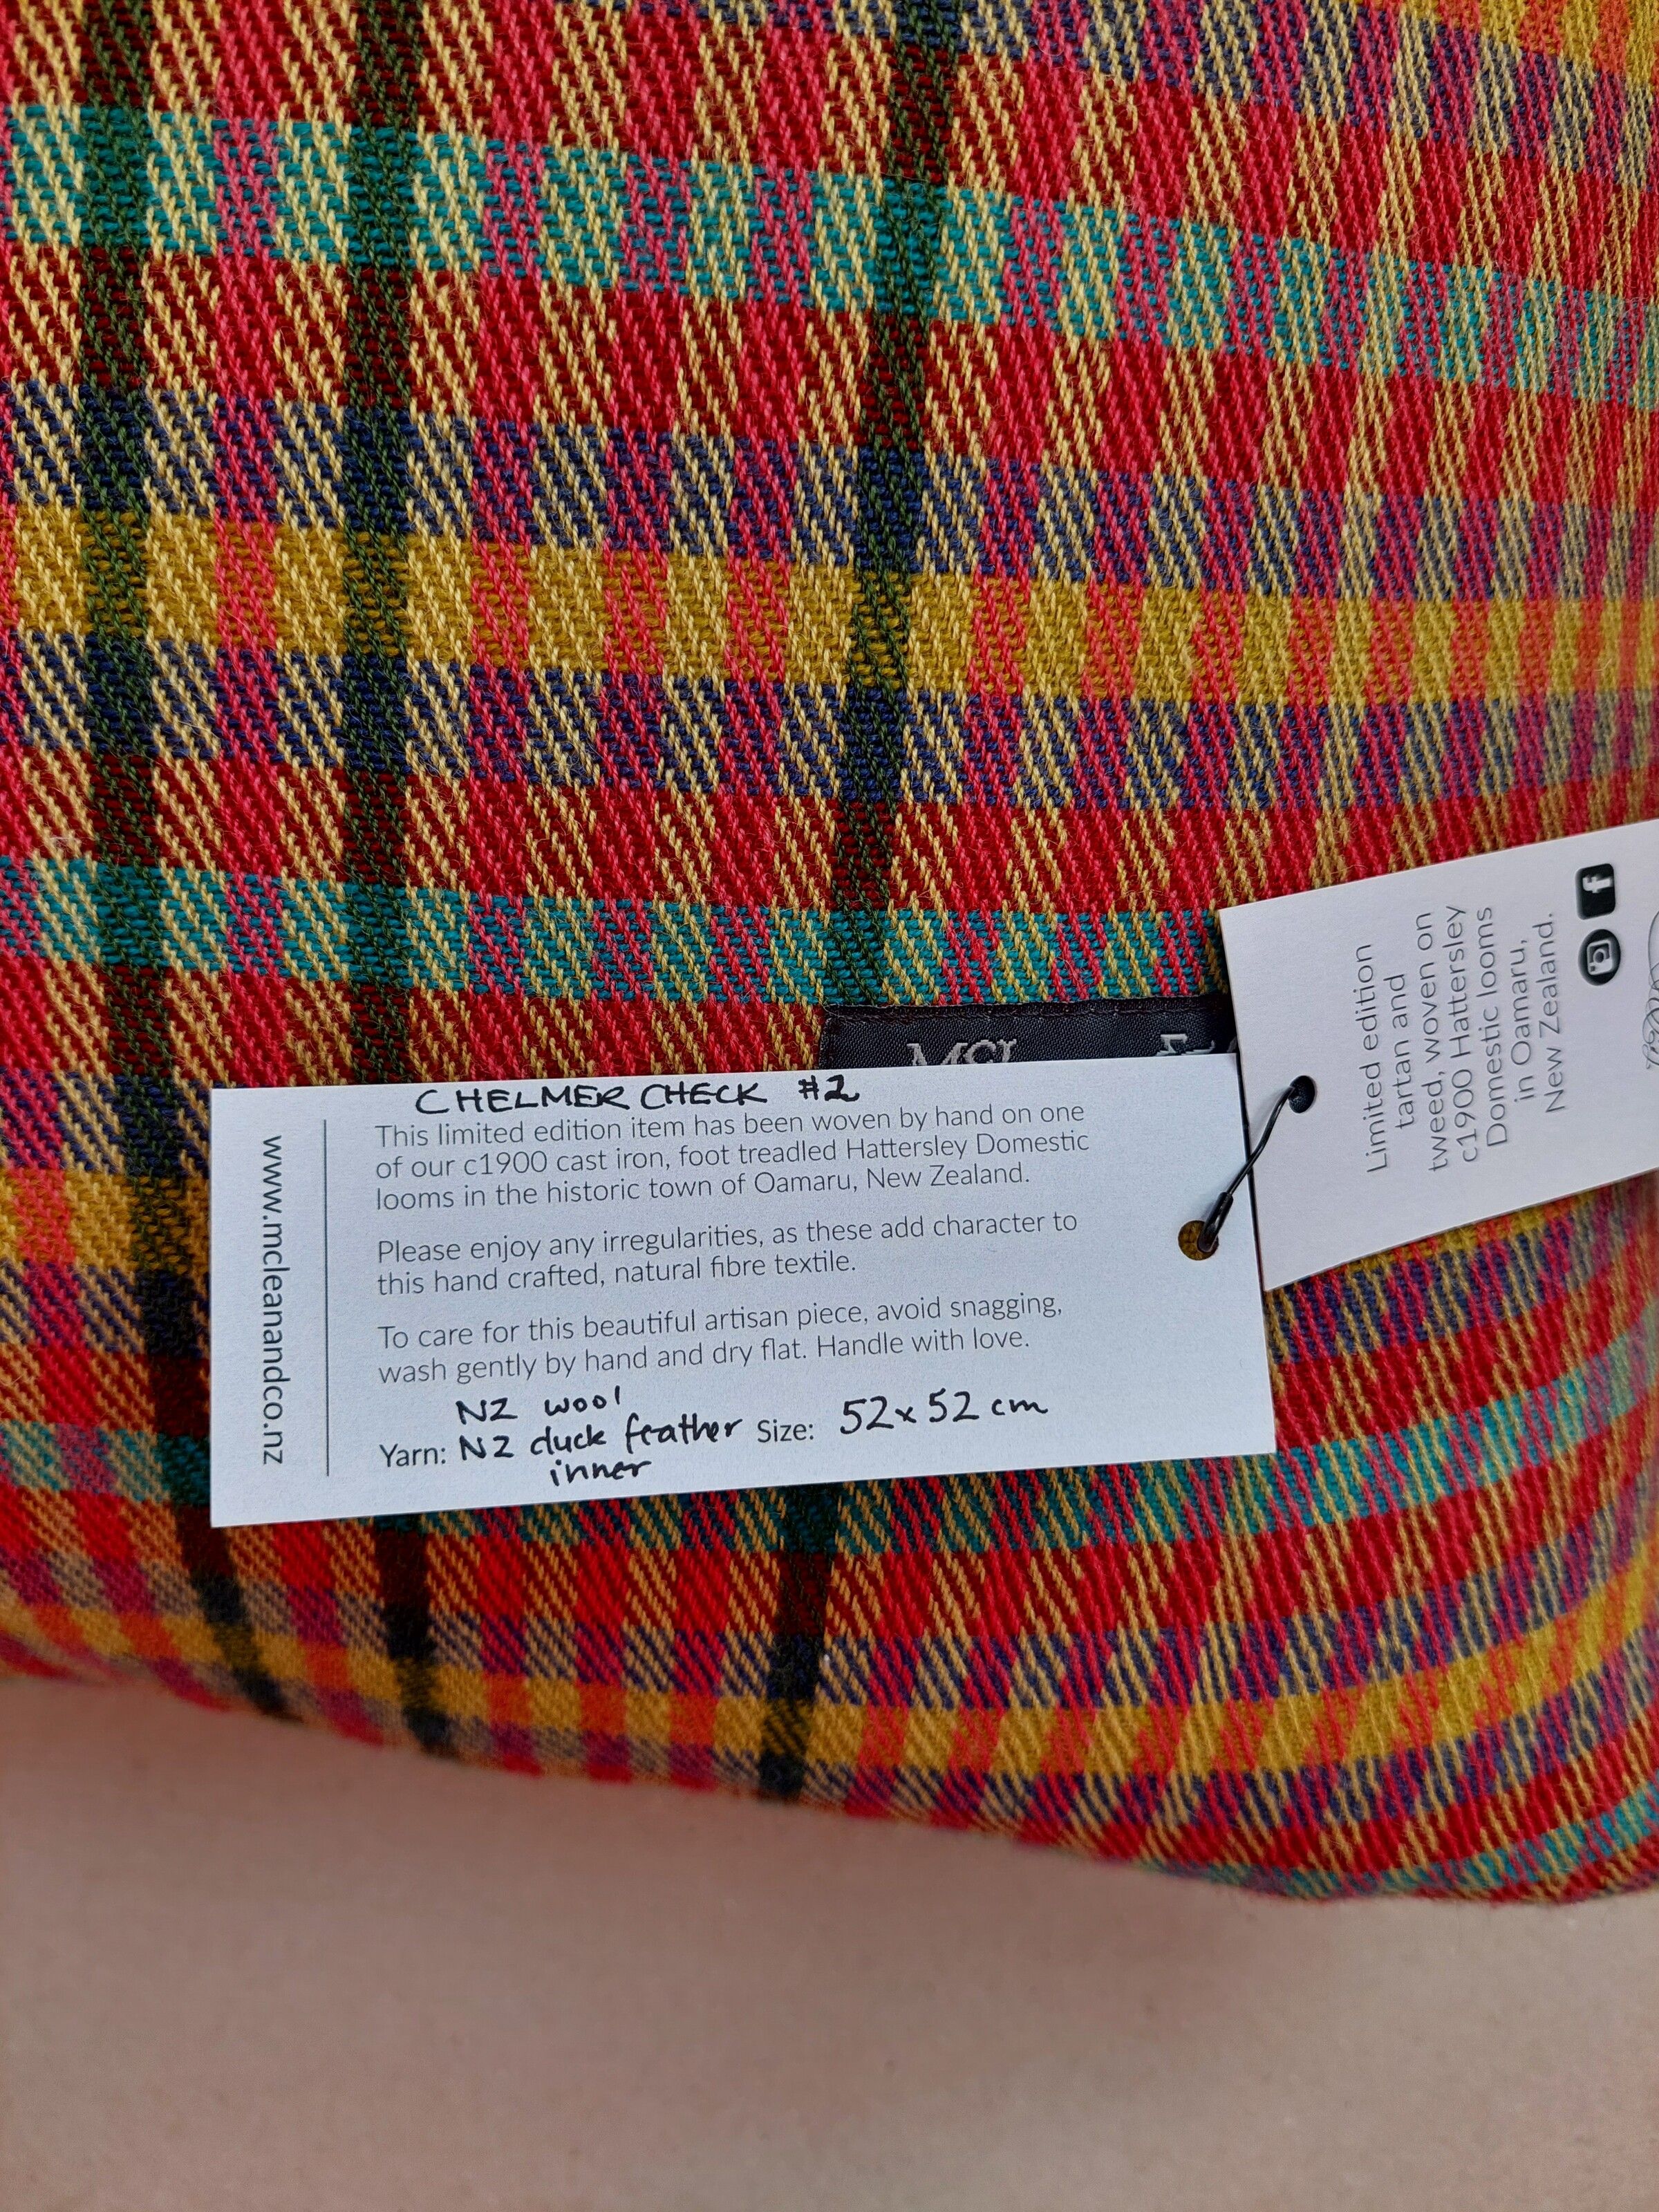 CHELMER CHECK #2
This limited edition item has been woven by hand on one
of our c1900 cast iron, foot treadled Hattersley Domestic
looms in the historic town of Oamaru, New Zealand.
Please enjoy any irregularities, as these add character to
this hand crafted, natural fibre textile.
To care for this beautiful artisan piece, avoid snagging,
wash gently by hand and dry flat. Handle with love.
NZ wool
Yarn: NZ duck feather Size: 52x52 cm
inner
www.mcleanandco.nz
Limited edition
tartan and
tweed, woven on
c1900 Hattersley
Domestic looms
in Oamaru,
New Zealand.